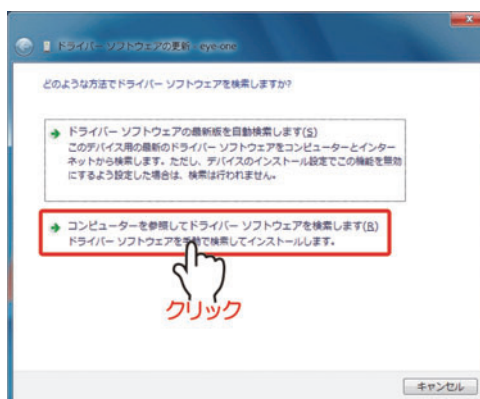 ドライバー ソフトウェアの更新 - eye-one
どのような方法でドライバー ソフトウェアを検索しますか?
ドライバー ソフトウェアの最新版を自動検索します(S)
このデバイス用の最新のドライバー ソフトウェアをコンピューターとインター
ネットから検索します。ただし、デバイスのインストール設定でこの機能を無効
にするよう設定した場合は、検索は行われません。
コンピューターを参照してドライバー ソフトウェアを検索します(R)
ドライバー ソフトウェアを手動で検索してインストールします。
クリック
キャンセル